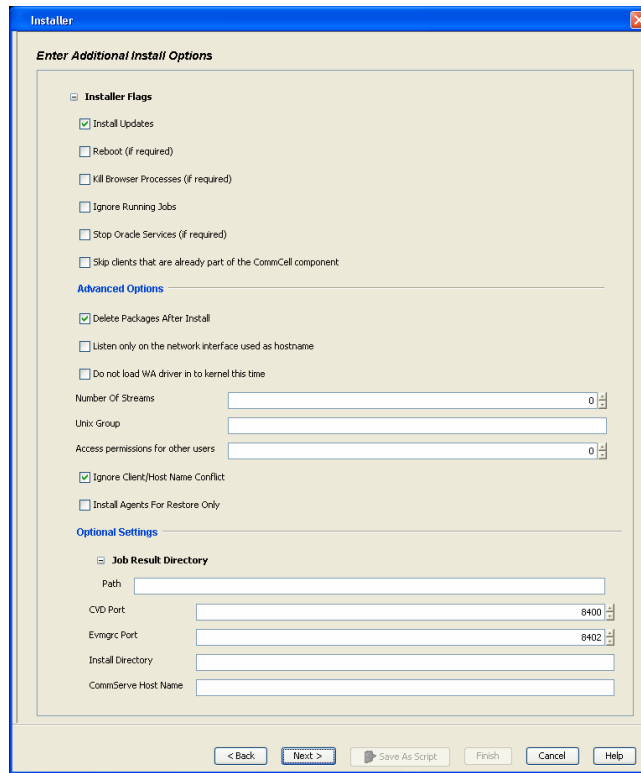 Installer
Enter Additional Install Options
Installer Flags
Install Updates
Reboot (if required)
Kill Browser Processes (if required)
Ignore Running Jobs
Stop Oracle Services (if required)
Skip clients that are already part of the CommCell component
Advanced Options
Delete Packages After Install
Listen only on the network interface used as hostname
Do not load WA driver in to kernel this time
Number Of Streams 0
Unix Group
Access permissions for other users 0
Ignore Client/Host Name Conflict
Install Agents For Restore Only
Optional Settings
Job Result Directory
Path
CVD Port 8400
Evmgrc Port 8402
Install Directory
CommServe Host Name
< Back Next > Save As Script Finish Cancel Help